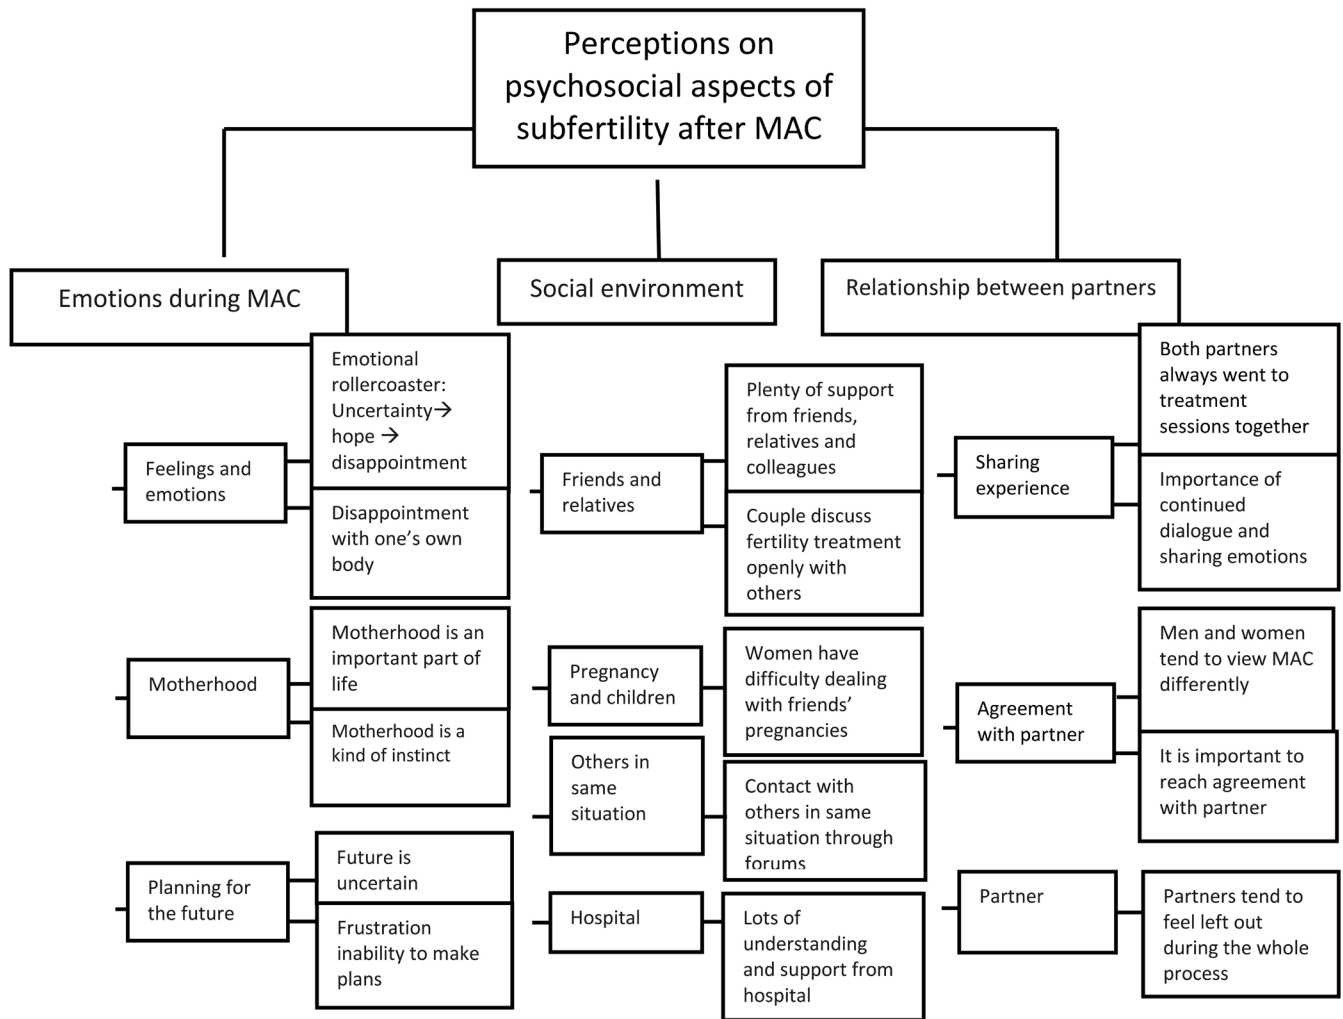 Perceptions on
psychosocial aspects of
subfertility after MAC
Emotions during MAC
Feelings and
emotions
Emotional
rollercoaster:
Uncertainty→
hope →
disappointment
Disappointment
with one’s own
body
Motherhood
Motherhood is an
important part of
life
Motherhood is a
kind of instinct
Planning for
the future
Future is
uncertain
Frustration
inability to make
plans
Social environment
Friends and
relatives
Plenty of support
from friends,
relatives and
colleagues
Couple discuss
fertility treatment
openly with
others
Pregnancy
and children
Women have
difficulty dealing
with friends’
pregnancies
Others in
same
situation
Contact with
others in same
situation through
forums
Hospital
Lots of
understanding
and support from
hospital
Relationship between partners
Sharing
experience
Both partners
always went to
treatment
sessions together
Importance of
continued
dialogue and
sharing emotions
Agreement
with partner
Men and women
tend to view MAC
differently
It is important to
reach agreement
with partner
Partner
Partners tend to
feel left out
during the whole
process